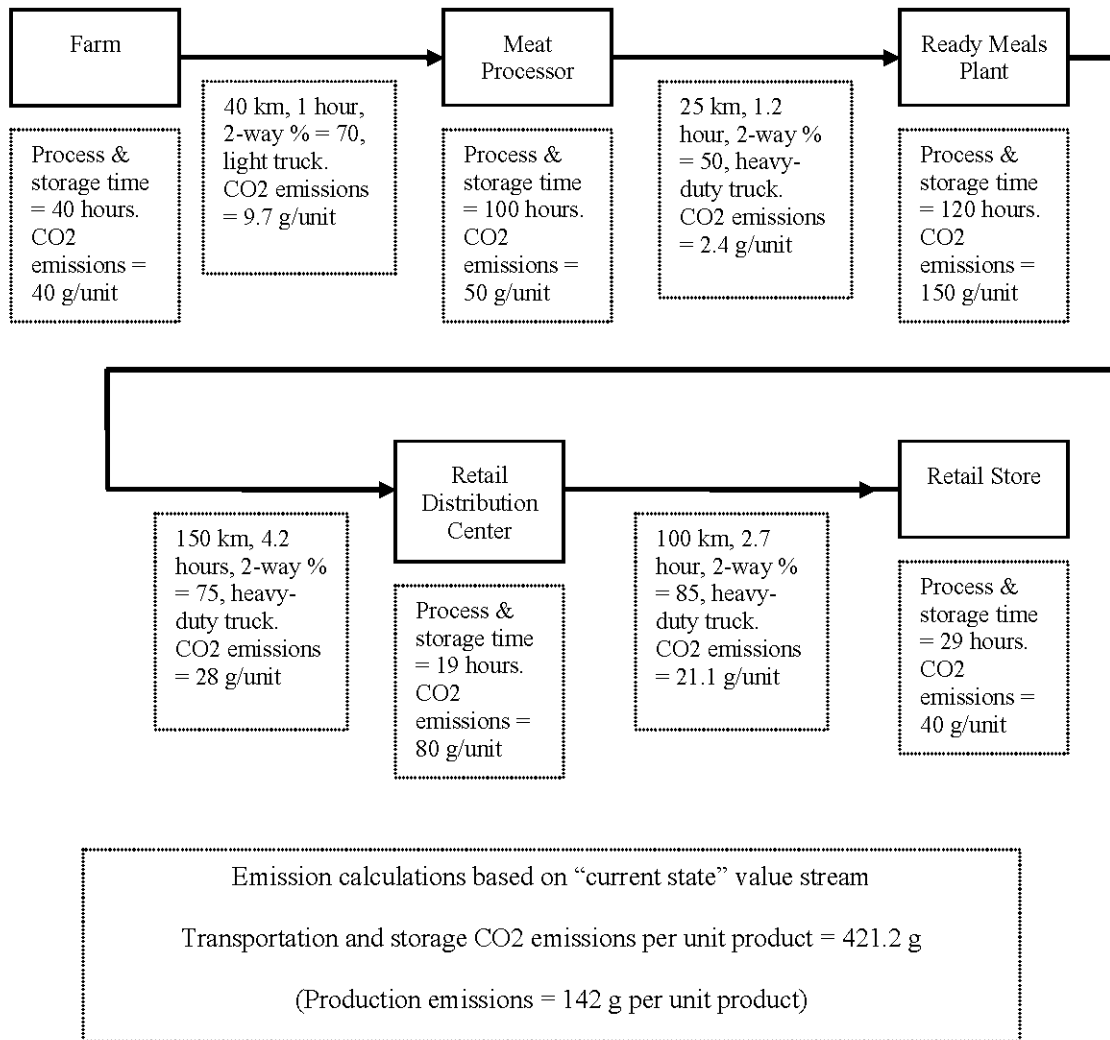 Farm
Meat
Processor
Ready Meals
Plant
40 km, 1 hour,
2-way % = 70,
light truck.
CO2 emissions
= 9.7 g/unit
25 km, 1.2
hour, 2-way %
= 50, heavy-
duty truck.
CO2 emissions
= 2.4 g/unit
Process &
storage time
= 40 hours.
CO2
emissions =
40 g/unit
Process &
storage time
= 100 hours.
CO2
emissions =
50 g/unit
Process &
storage time
= 120 hours.
CO2
emissions =
150 g/unit
Retail
Distribution
Center
Retail Store
150 km, 4.2
hours, 2-way %
= 75, heavy-
duty truck.
CO2 emissions
= 28 g/unit
Process &
storage time
= 19 hours.
CO2
emissions =
80 g/unit
100 km, 2.7
hour, 2-way %
= 85, heavy-
duty truck.
CO2 emissions
= 21.1 g/unit
Process &
storage time
= 29 hours.
CO2
emissions =
40 g/unit
Emission calculations based on “current state” value stream
Transportation and storage CO2 emissions per unit product = 421.2 g
(Production emissions = 142 g per unit product)